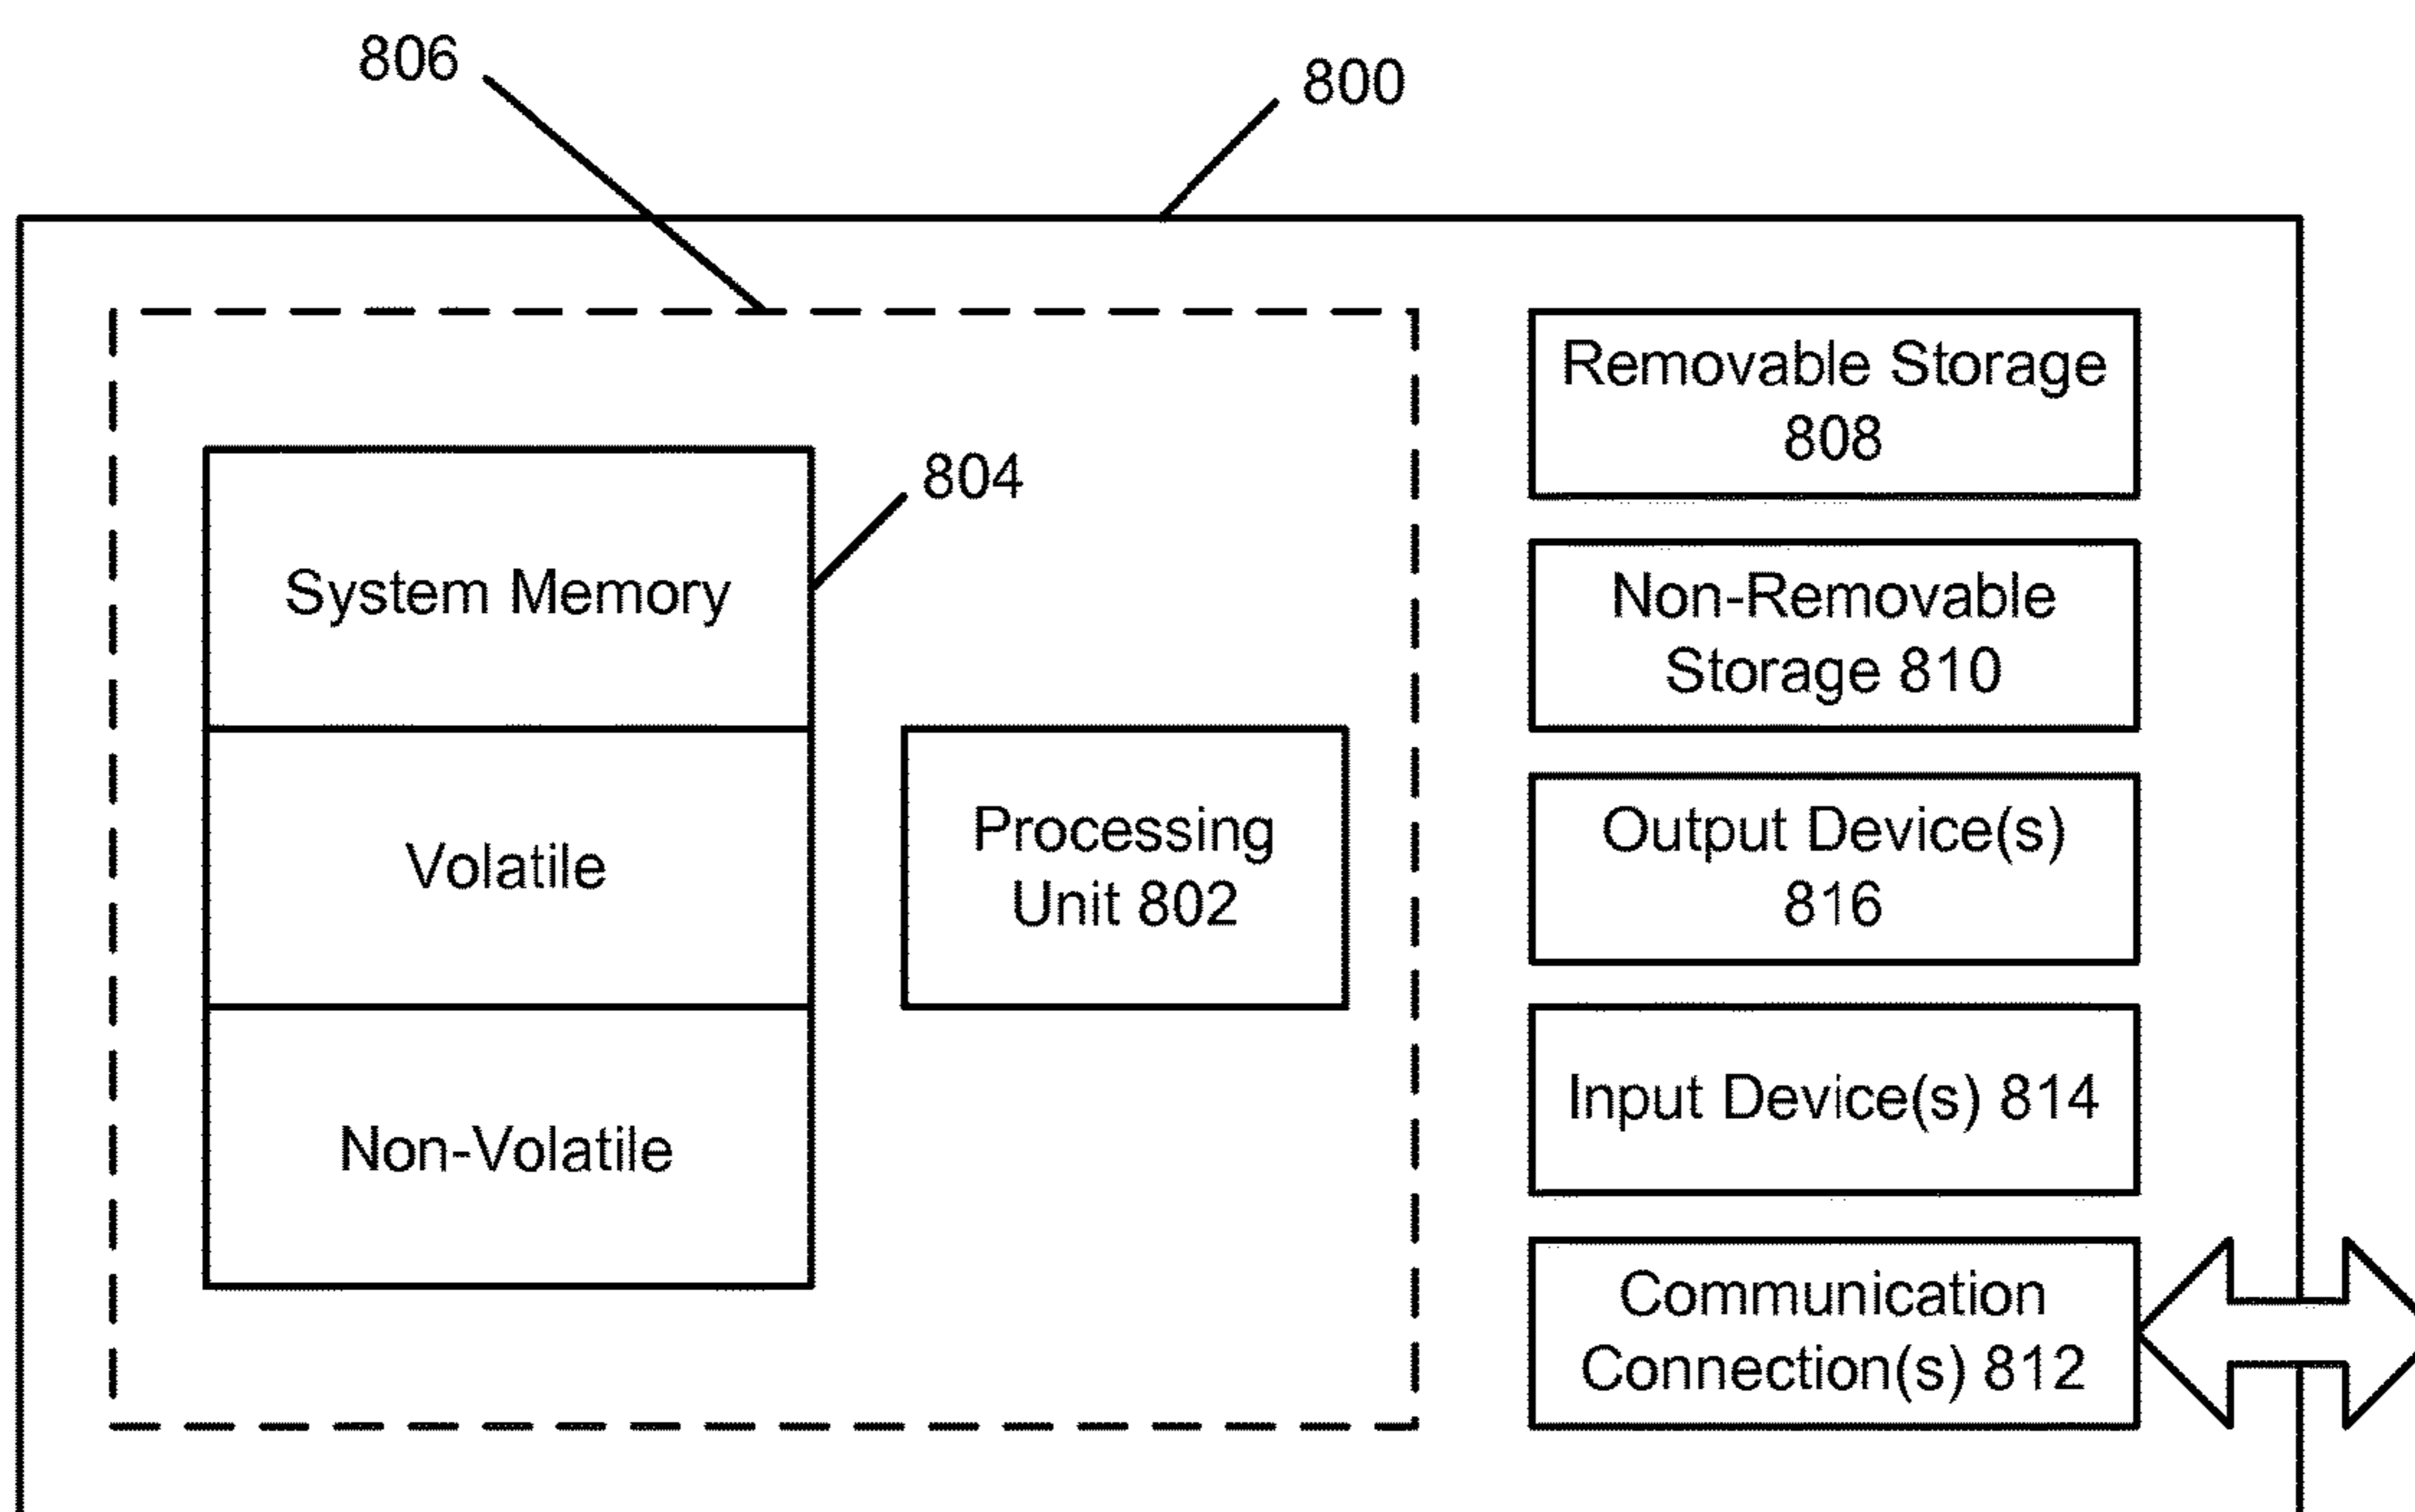 806
800
804
System Memory
Volatile
Non-Volatile
Processing
Unit 802
Removable Storage
808
Non-Removable
Storage 810
Output Device(s)
816
Input Device(s) 814
Communication
Connection(s) 812